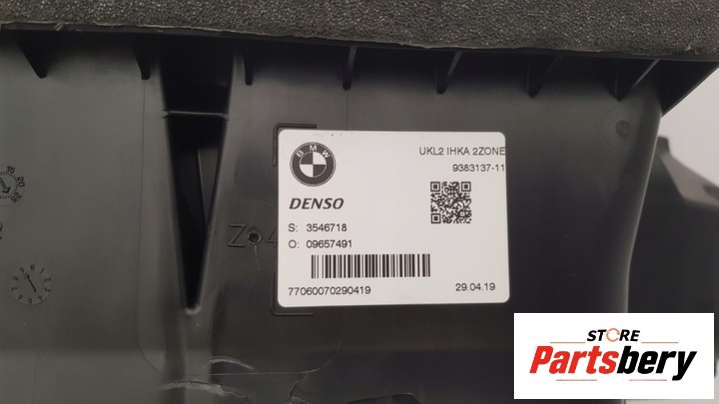 BMW
UKL2 IHKA 2ZONE
9383137-11
DENSO
S: 3546718
O: 09657491
77060070290419
29.04.19
Z
STORE
Partsbery